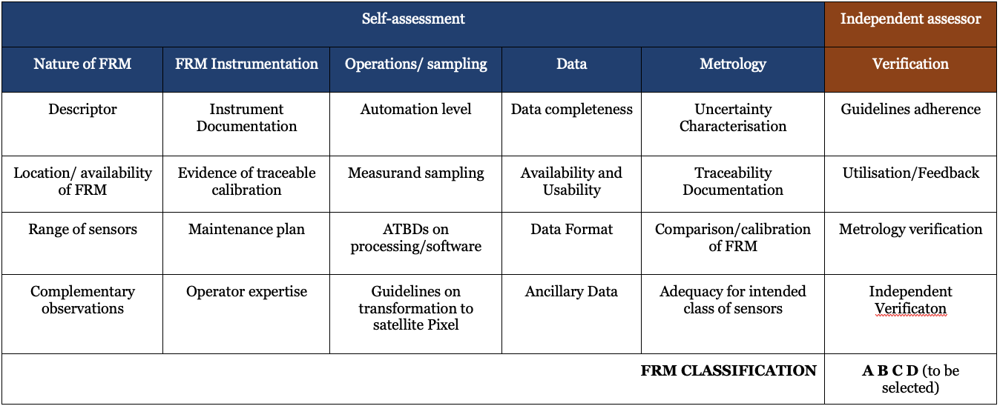 Self-assessment
Independent assessor
Nature of FRM
FRM Instrumentation
Operations/ sampling
Data
Metrology
Verification
Descriptor
Instrument
Documentation
Automation level
Data completeness
Uncertainty
Characterisation
Guidelines adherence
Location/ availability
of FRM
Evidence of traceable
calibration
Measurand sampling
Availability and
Usability
Traceability
Documentation
Utilisation/Feedback
Range of sensors
Maintenance plan
ATBDs on
processing/software
Data Format
Comparison/calibration
of FRM
Metrology verification
Complementary
observations
Operator expertise
Guidelines on
transformation to
satellite Pixel
Ancillary Data
Adequacy for intended
class of sensors
Independent
Verificaton
FRM CLASSIFICATION
A B C D (to be
selected)